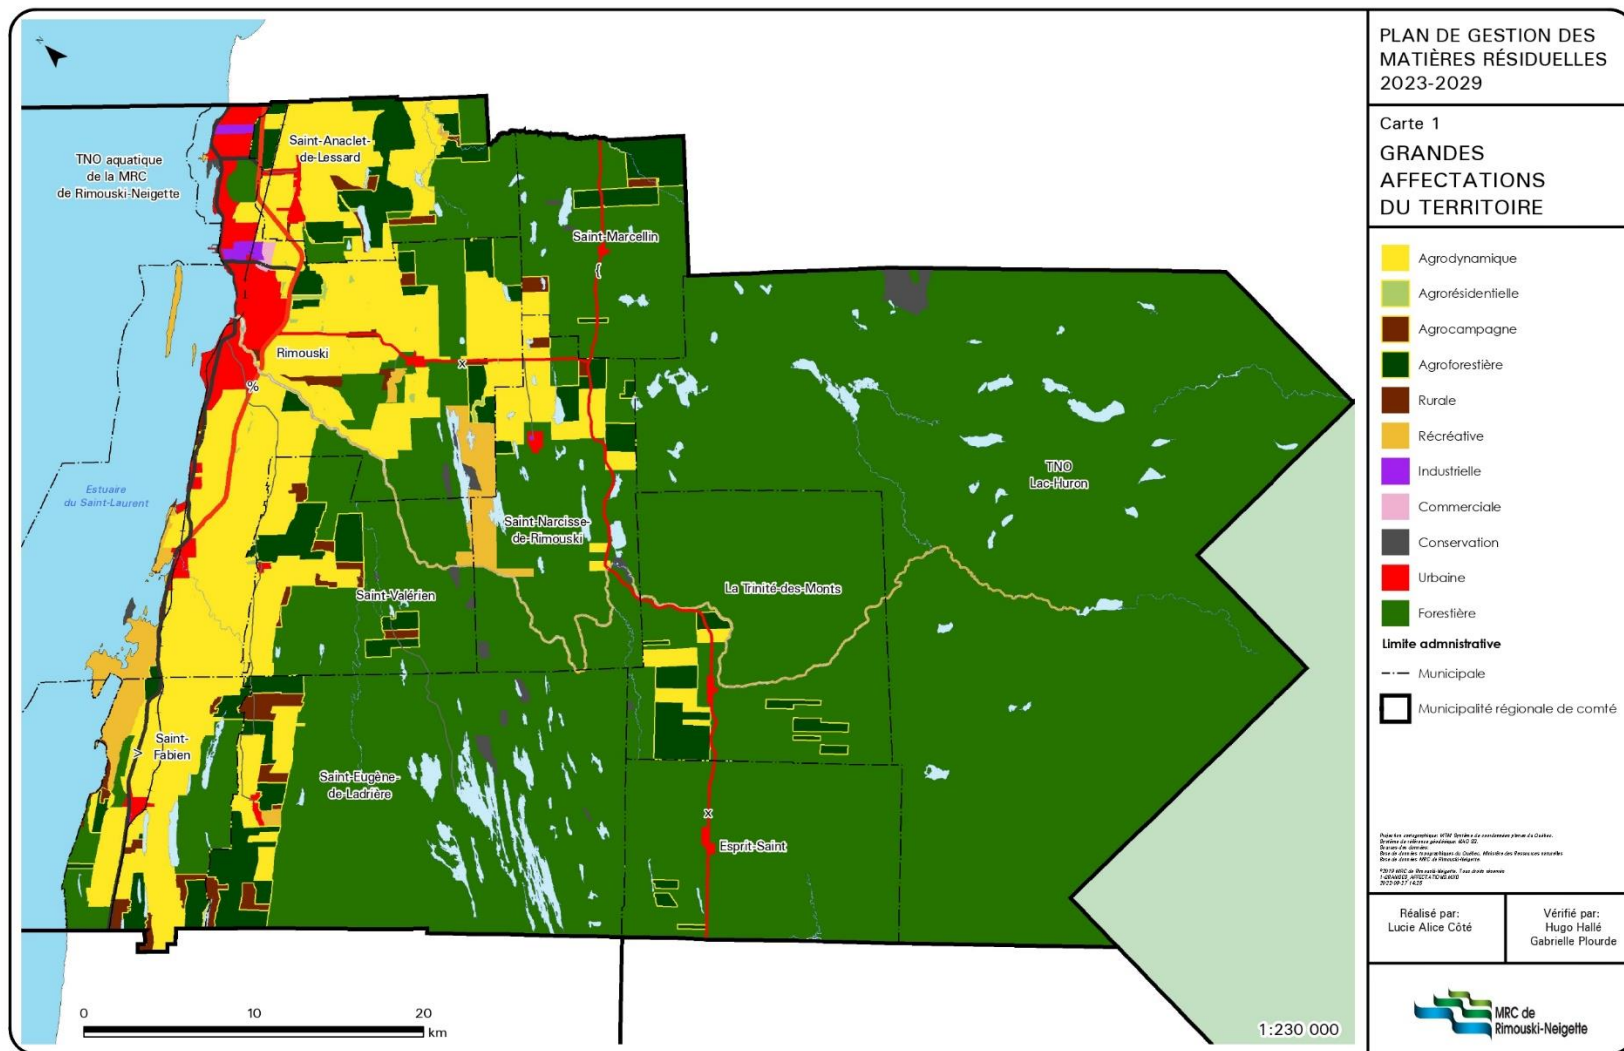 PLAN DE GESTION DES
MATIÈRES RÉSIDUELLES
2023-2029
Carte 1
GRANDES
AFFECTATIONS
DU TERRITOIRE
Agrodynamique
Agrorésidentielle
Agrocampagne
Agroforestière
Rurale
Récréative
Industrielle
Commerciale
Conservation
Urbaine
Forestière
Limite admnistrative
Municipale
Municipalité régionale de comté
Réalisé par:
Lucie Alice Côté
Vérifié par:
Hugo Hallé
Gabrielle Plourde
MRC de
Rimouski-Neigette
N
TNO aquatique
de la MRC
de Rimouski-Neigette
Saint-Anaclet-
de-Lessard
Saint-Marcellin
Rimouski
%
x
Estuaire
du Saint-Laurent
TNO
Lac-Huron
Saint-Narcisse-
de-Rimouski
La Trinité-des-Monts
Saint-Valérien
Saint-
Fabien
Saint-Eugène-
de-Ladrière
x
Esprit-Saint
0 10 20
km
1:230 000